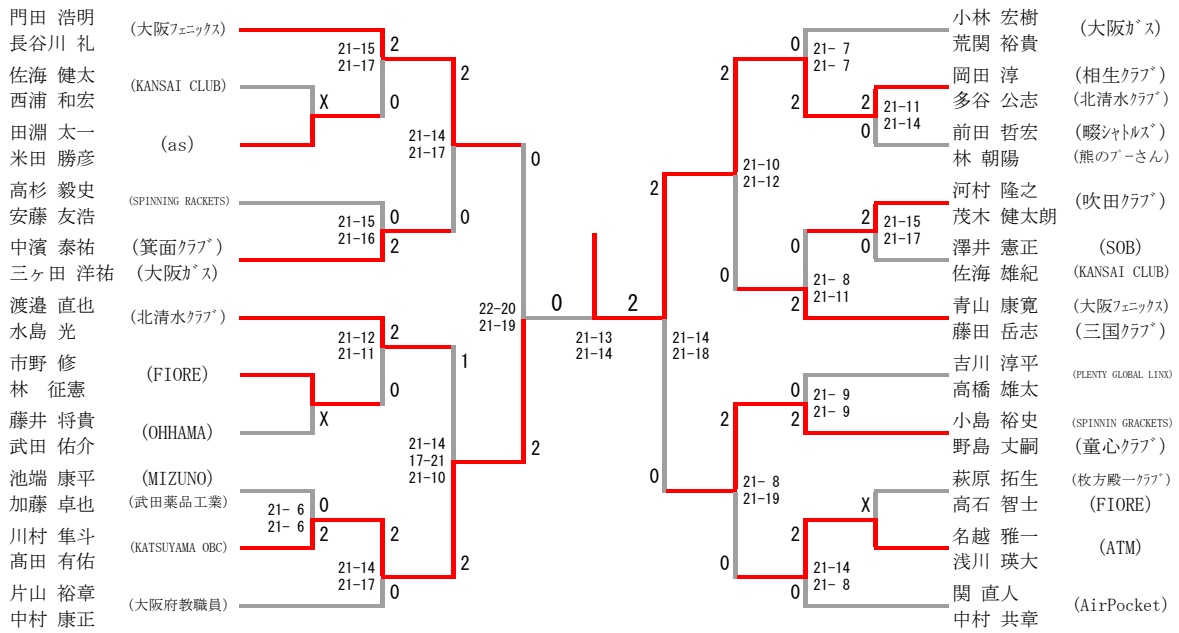 門田 浩明
長谷川 礼
(大阪ﾌｪﾆｯｸｽ)
佐海 健太
西浦 和宏
(KANSAI CLUB)
田淵 太一
米田 勝彦
(as)
高杉 毅史
安藤 友浩
(SPINNING RACKETS)
中濱 泰祐
(箕面ｸﾗﾌﾞ)
三ヶ田 洋祐
(大阪ｶﾞｽ)
渡邉 直也
水島 光
(北清水ｸﾗﾌﾞ)
市野 修
林 征憲
(FIORE)
藤井 将貴
武田 佑介
(OHHAMA)
池端 康平
(MIZUNO)
加藤 卓也
(武田薬品工業)
川村 隼斗
髙田 有佑
(KATSUYAMA OBC)
片山 裕章
中村 康正
(大阪府教職員)
21-15
21-17
2
0
X
2
21-14
21-17
0
21-15
21-16
0
2
0
22-20
21-19
2
21-12
21-11
2
0
X
1
21-14
17-21
21-10
2
21- 6
21- 6
0
2
2
21-14
21-17
0
0
2
21-13
21-14
小林 宏樹
荒関 裕貴
(大阪ｶﾞｽ)
岡田 淳
(相生ｸﾗﾌﾞ)
多谷 公志
(北清水ｸﾗﾌﾞ)
前田 哲宏
(畷ｼｬﾄﾙｽﾞ)
林 朝陽
(熊のﾌﾟｰさん)
河村 隆之
茂木 健太朗
(吹田ｸﾗﾌﾞ)
澤井 憲正
(SOB)
佐海 雄紀
(KANSAI CLUB)
青山 康寛
(大阪ﾌｪﾆｯｸｽ)
藤田 岳志
(三国ｸﾗﾌﾞ)
吉川 淳平
高橋 雄太
(PLENTY GLOBAL LINX)
小島 裕史
(SPINNIN GRACKETS)
野島 丈嗣
(童心ｸﾗﾌﾞ)
萩原 拓生
(枚方殿一ｸﾗﾌﾞ)
高石 智士
(FIORE)
名越 雅一
浅川 瑛大
(ATM)
関 直人
中村 共章
(AirPocket)
0
21- 7
21- 7
2
2
21-11
21-14
0
2
21-10
21-12
0
2
21-15
21-17
0
0
21- 8
21-11
2
2
21-14
21-18
0
0
21- 9
21- 9
2
2
21- 8
21-19
0
X
2
21-14
21- 8
0